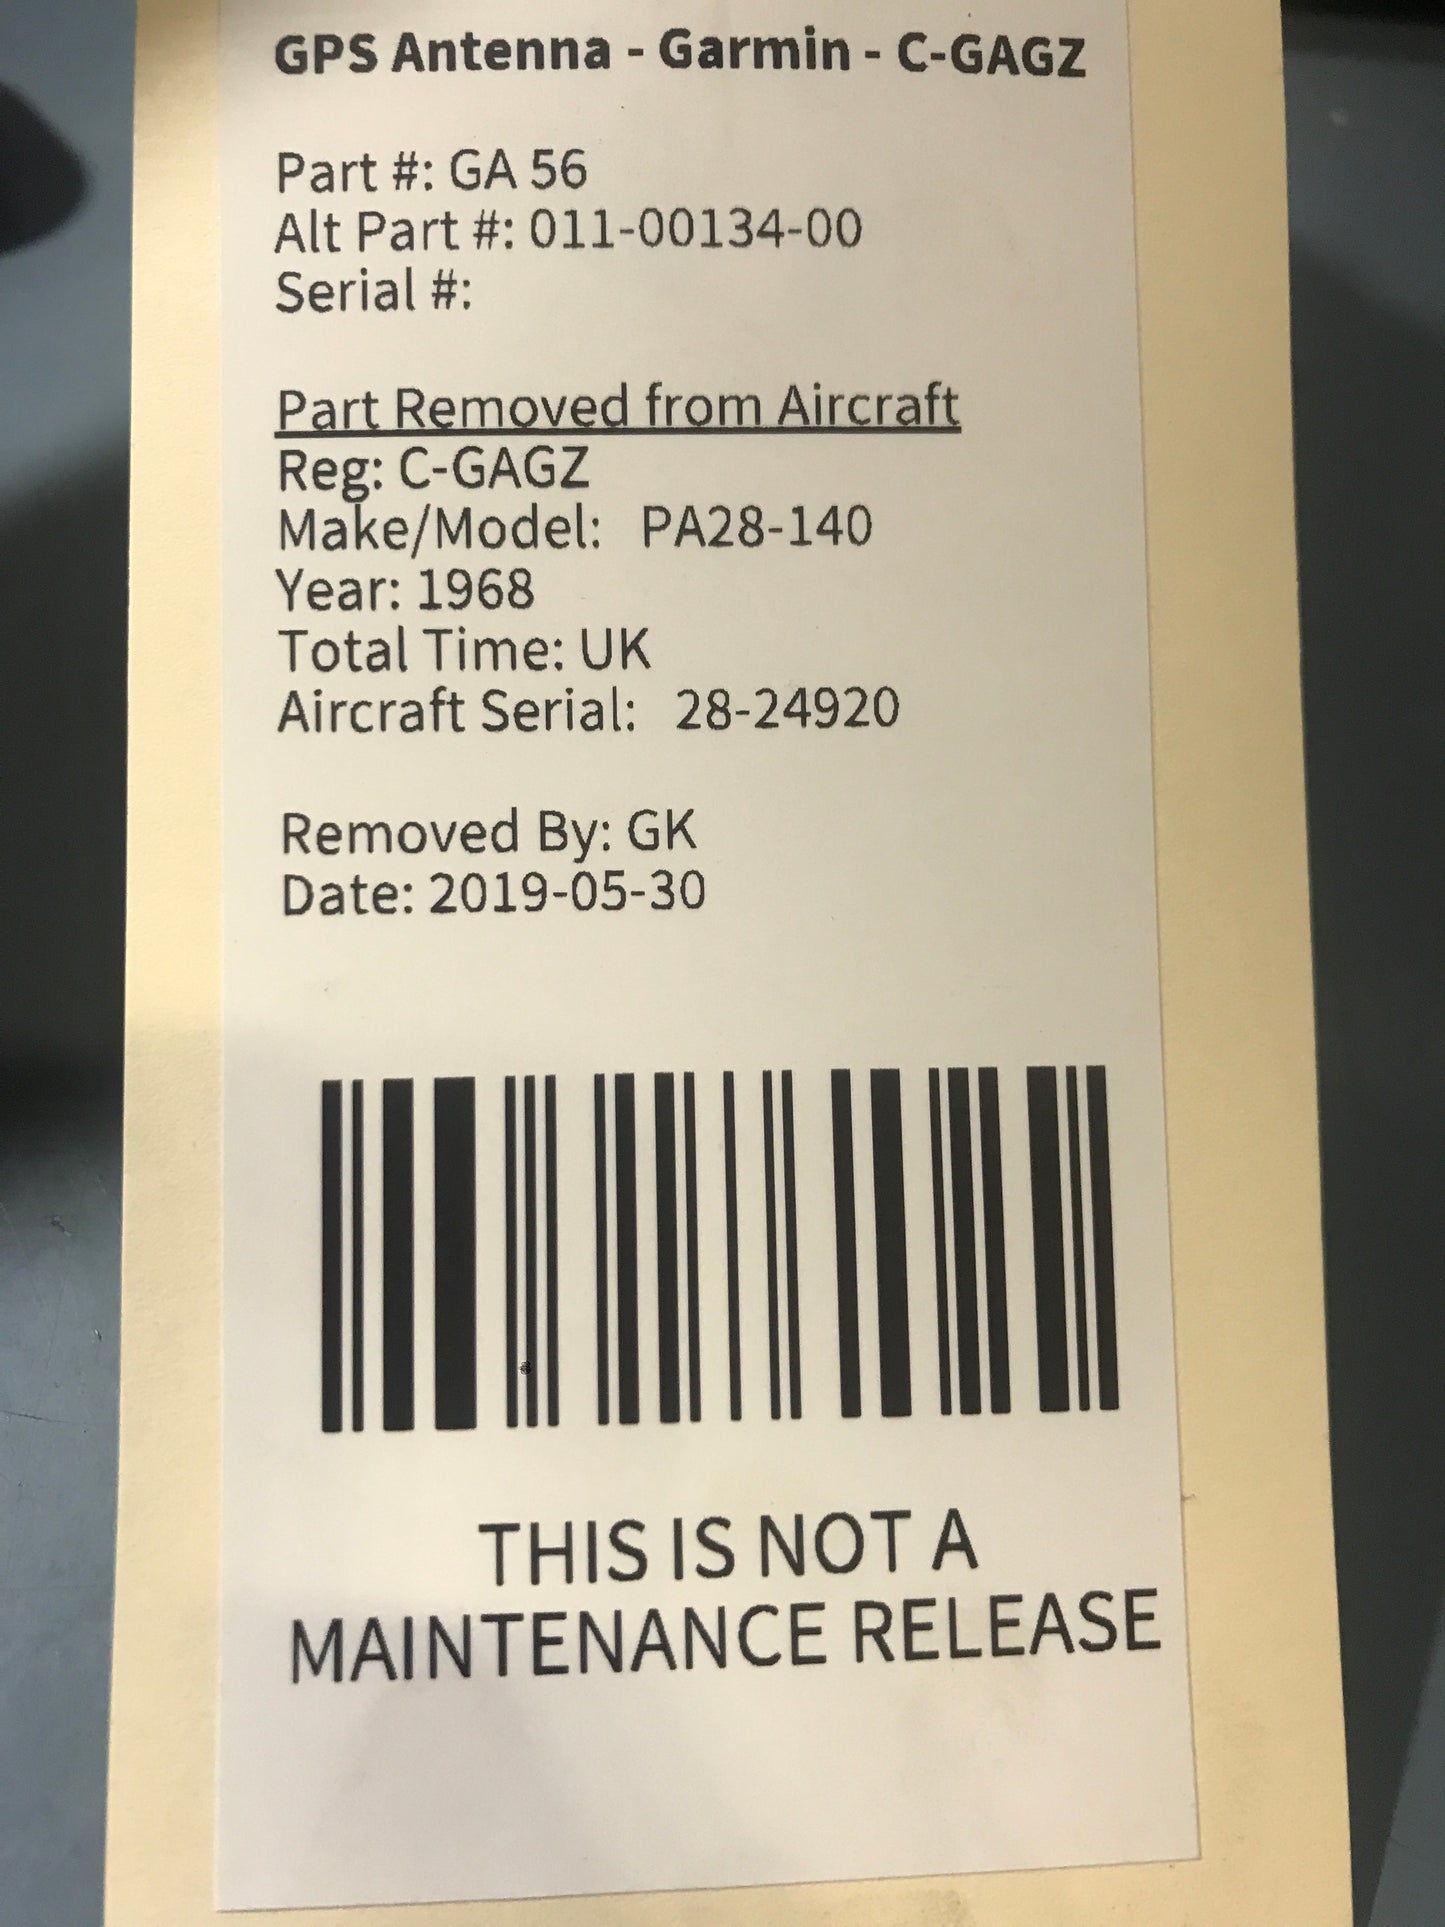 GPS Antenna - Garmin - C-GAGZ
Part #: GA 56
Alt Part #: 011-00134-00
Serial #:
Part Removed from Aircraft
Reg: C-GAGZ
Make/Model: PA28-140
Year: 1968
Total Time: UK
Aircraft Serial: 28-24920
Removed By: GK
Date: 2019-05-30
THIS IS NOT A
MAINTENANCE RELEASE